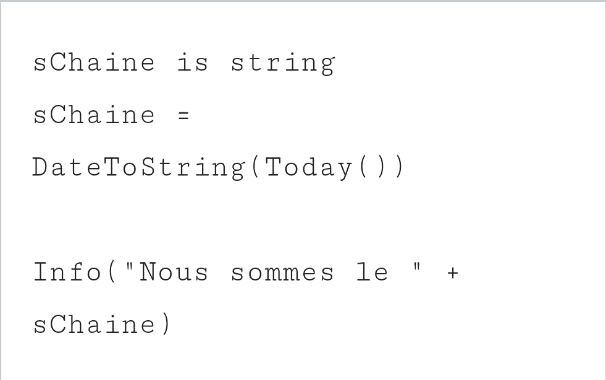 sChaine is string
sChaine =
DateToString(Today())
Info("Nous sommes le " +
sChaine)